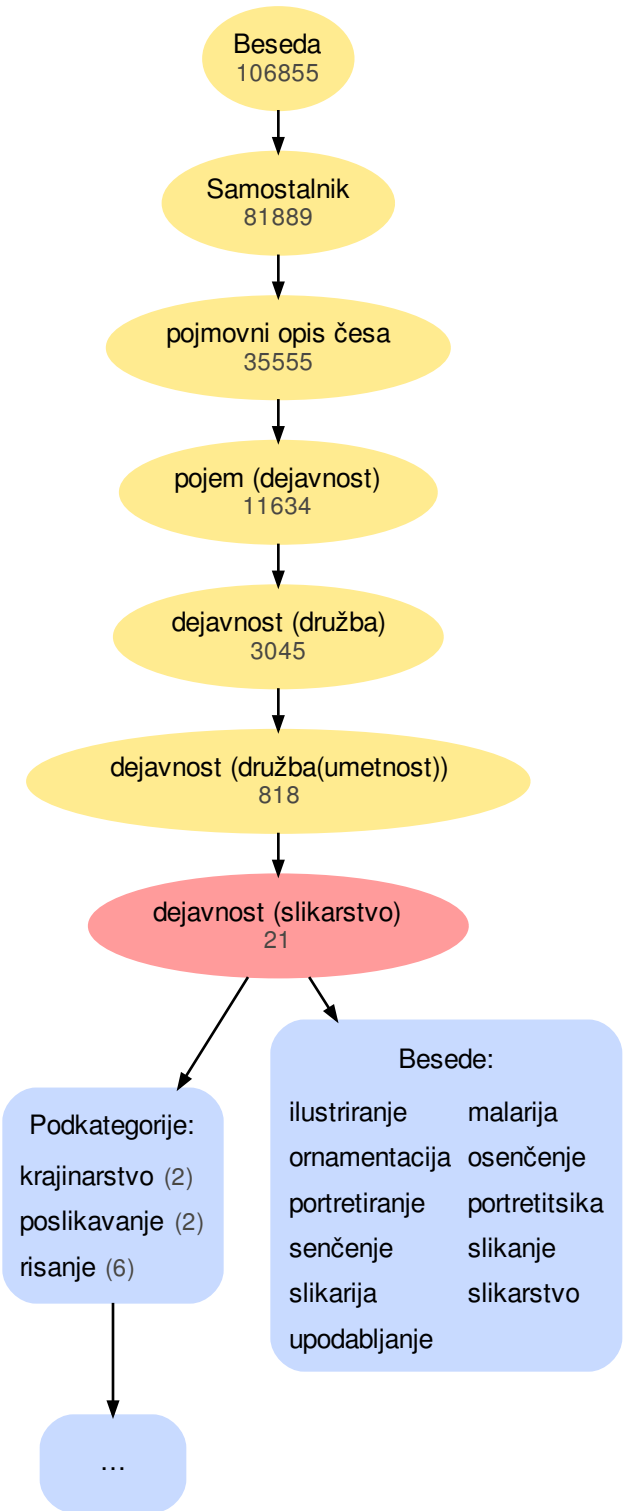 Beseda
106855
Samostalnik
81889
pojmovni opis česa
35555
pojem (dejavnost)
11634
dejavnost (družba)
3045
dejavnost (družba(umetnost))
818
dejavnost (slikarstvo)
21
Podkategorije:
krajinarstvo (2)
poslikavanje (2)
risanje (6)
...
Besede:
ilustriranje malarija
ornamentacija osenčenje
portretiranje portretitsika
senčenje slikanje
slikarija slikarstvo
upodabljanje